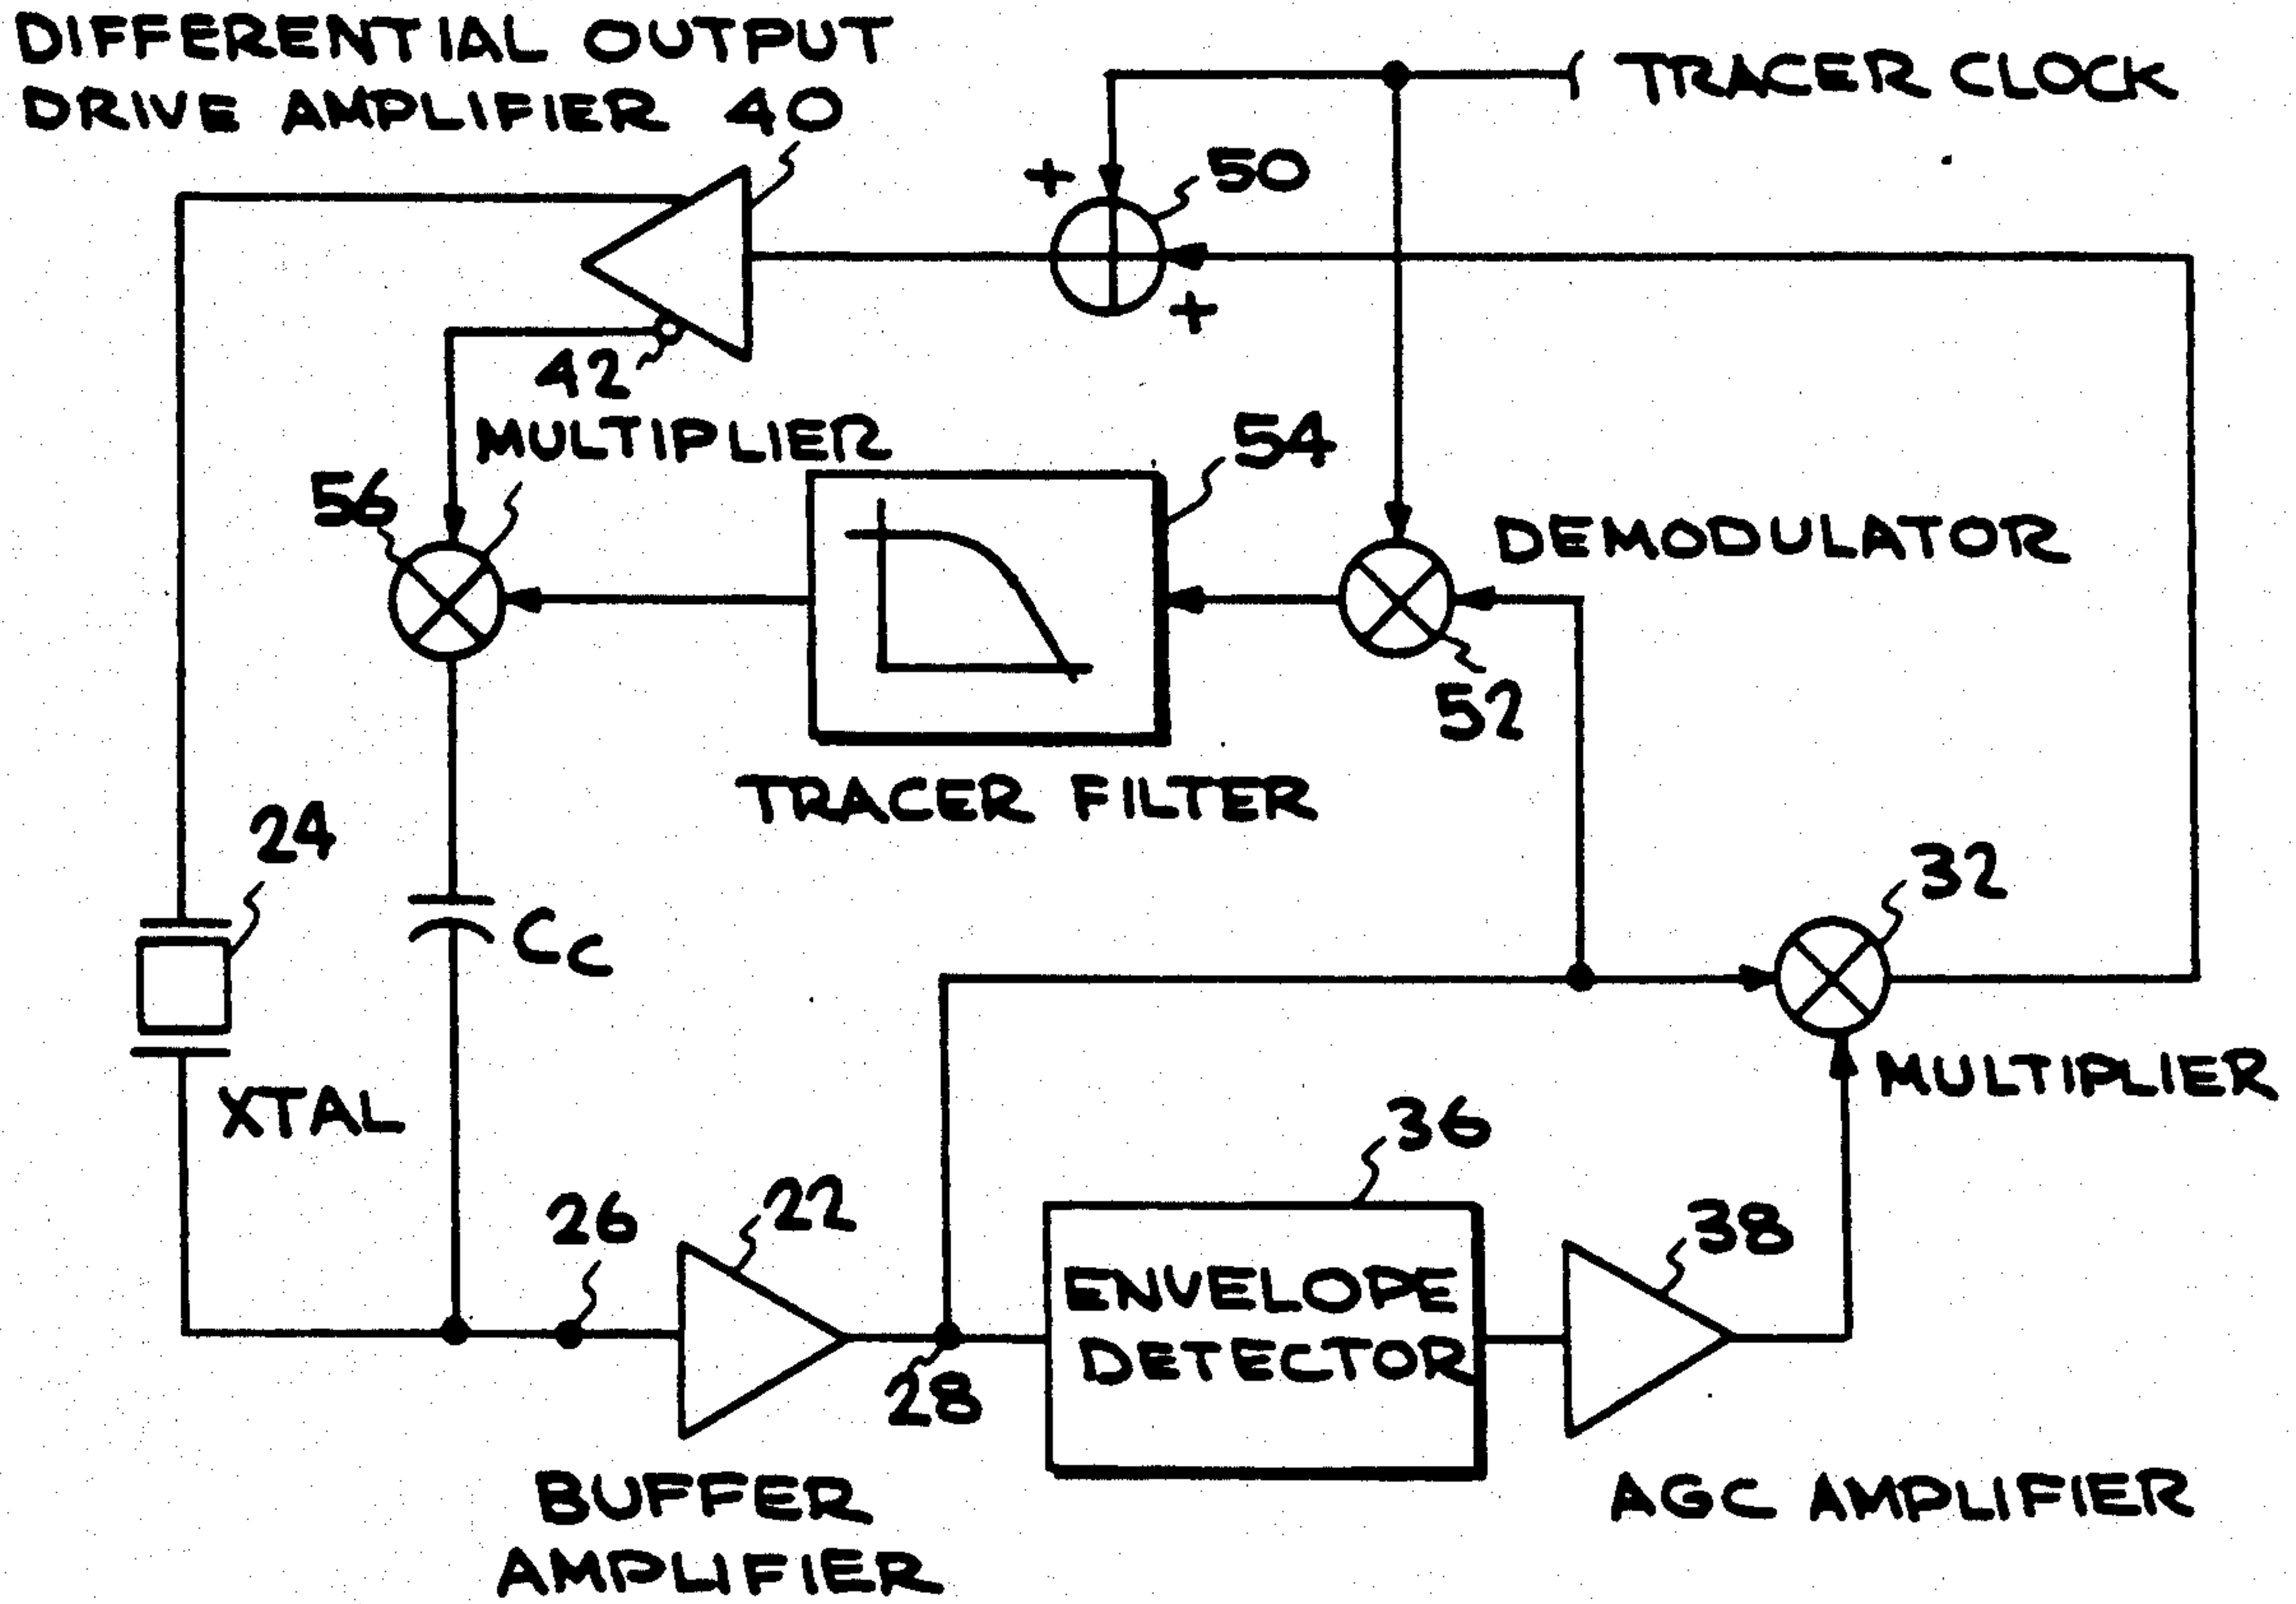 DIFFERENTIAL OUTPUT
DRIVE AMPLIFIER 40
TRACER CLOCK
+
50
+
42
MULTIPLIER
54
56
DEMODULATOR
52
TRACER FILTER
24
32
CC
XTAL
MULTIPLIER
36
26
22
38
ENVELOPE
DETECTOR
28
BUFFER
AMPLIFIER
AGC AMPLIFIER